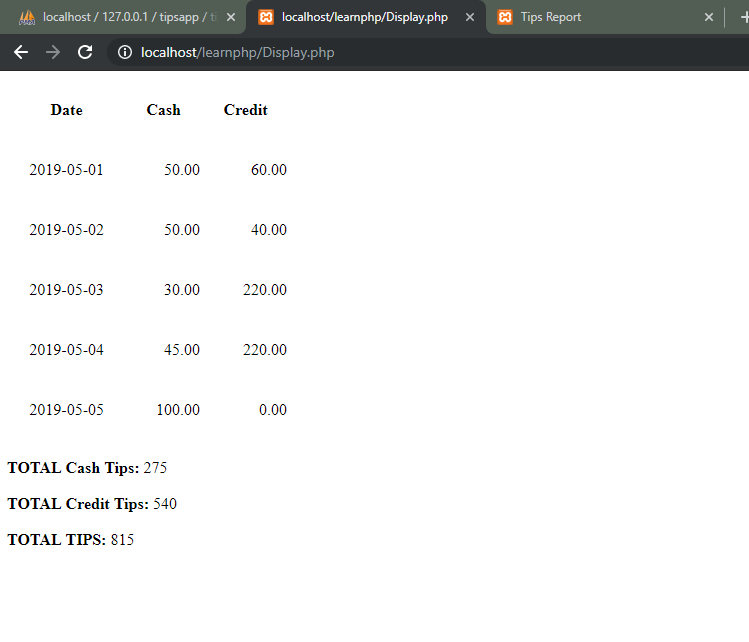 localhost / 127.0.0.1 / tipsapp / ti
localhost/learnphp/Display.php
Tips Report
localhost/learnphp/Display.php
Date Cash Credit
2019-05-01 50.00 60.00
2019-05-02 50.00 40.00
2019-05-03 30.00 220.00
2019-05-04 45.00 220.00
2019-05-05 100.00 0.00
TOTAL Cash Tips: 275
TOTAL Credit Tips: 540
TOTAL TIPS: 815